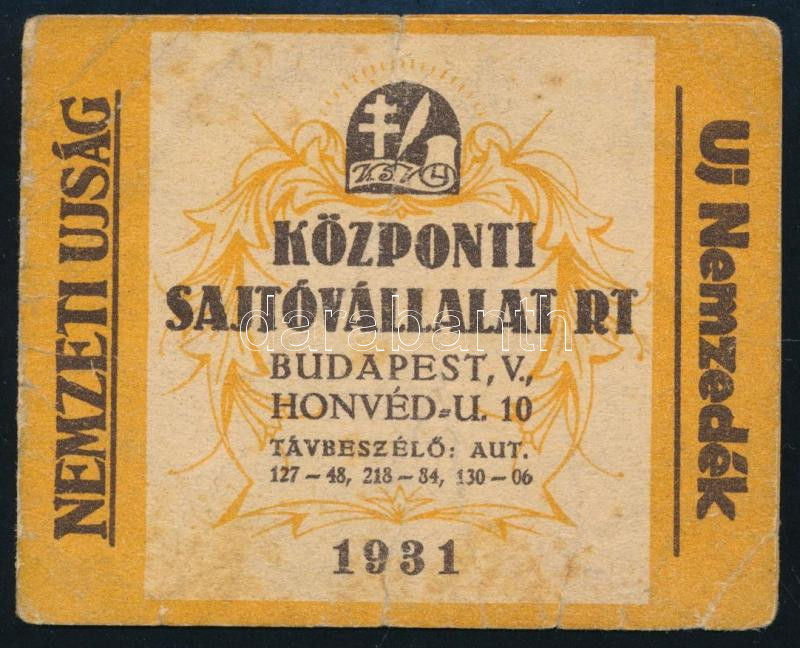 NEMZETI UJSÁG
KÖZPONTI
SAJTÓVÁLLALAT RT
BUDAPEST, V.,
HONVÉD-U. 10
TÁVBESZÉLŐ: AUT.
127–48, 218–84, 130–06
1931
Uj Nemzedék
darabanth